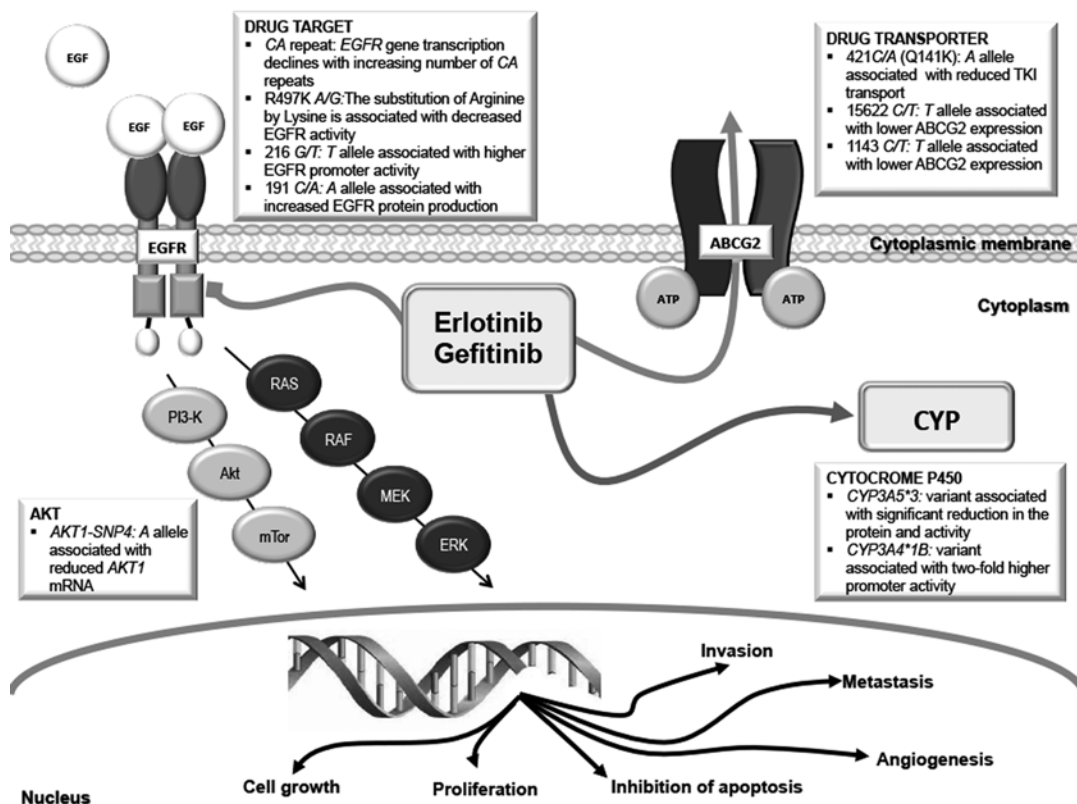 EGF
EGF
EGF
EGFR
DRUG TARGET
▪ CA repeat: EGFR gene transcription
declines with increasing number of CA
repeats
▪ R497K A/G:The substitution of Arginine
by Lysine is associated with decreased
EGFR activity
▪ 216 G/T: T allele associated with higher
EGFR promoter activity
▪ 191 C/A: A allele associated with
increased EGFR protein production
DRUG TRANSPORTER
▪ 421C/A (Q141K): A allele
associated with reduced TKI
transport
▪ 15622 C/T: T allele associated
with lower ABCG2 expression
▪ 1143 C/T: T allele associated
with lower ABCG2 expression
ABCG2
ATP
ATP
Cytoplasmic membrane
Cytoplasm
Erlotinib
Gefitinib
PI3-K
Akt
mTor
RAS
RAF
MEK
ERK
CYP
CYTOCROME P450
▪ CYP3A5*3: variant associated
with significant reduction in the
protein and activity
▪ CYP3A4*1B: variant
associated with two-fold higher
promoter activity
AKT
▪ AKT1-SNP4: A allele
associated with
reduced AKT1
mRNA
Invasion
Metastasis
Angiogenesis
Inhibition of apoptosis
Proliferation
Cell growth
Nucleus